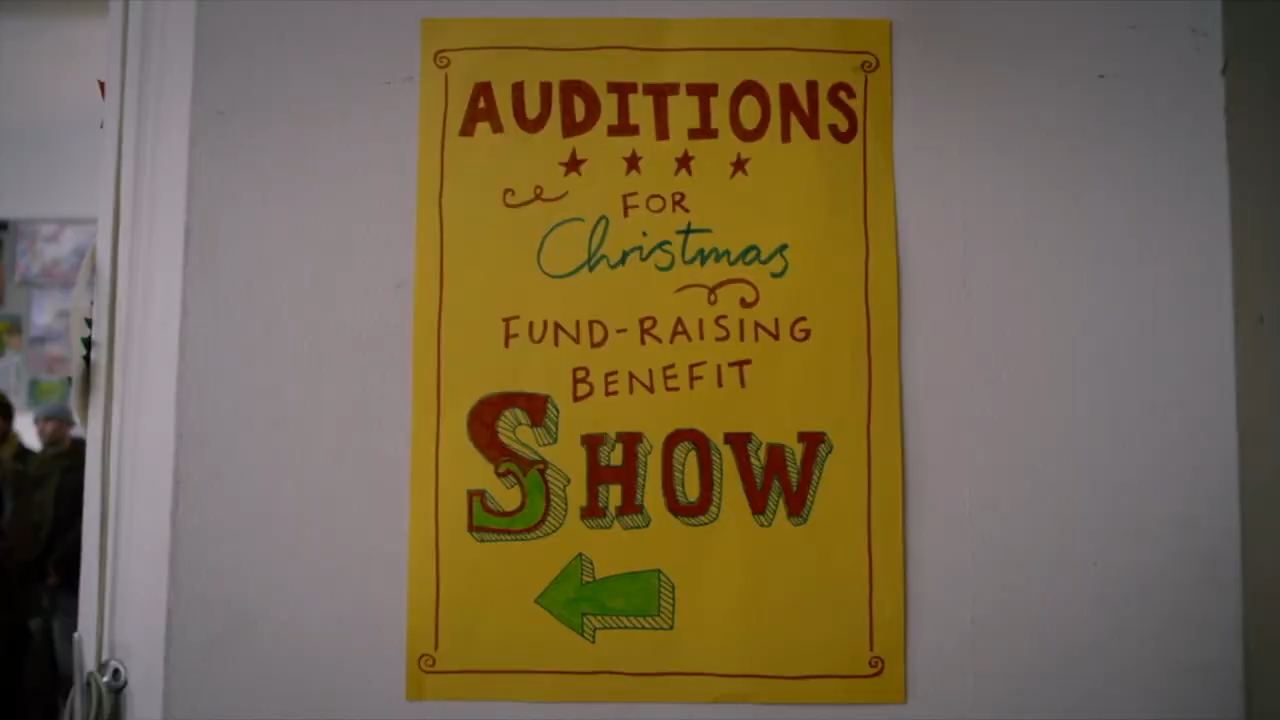 AUDITIONS
FOR
Christmas
FUND-RAISING
BENEFIT
SHOW